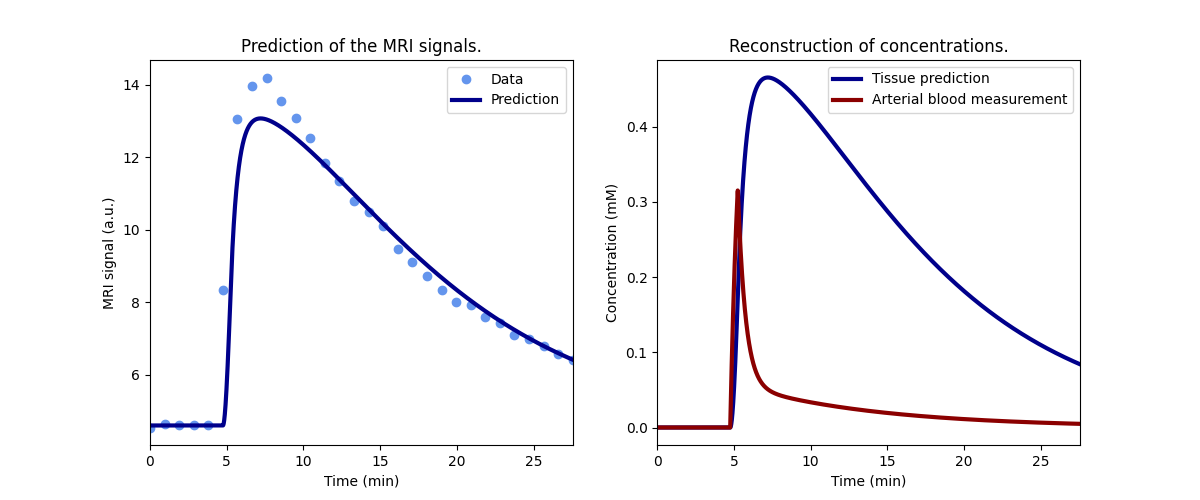 Prediction of the MRI signals.
MRI signal (a.u.)
14
12
10
8
6
0
5
10
15
20
25
Time (min)
Data
Prediction
Reconstruction of concentrations.
Concentration (mM)
0.4
0.3
0.2
0.1
0.0
0
5
10
15
20
25
Time (min)
Tissue prediction
Arterial blood measurement